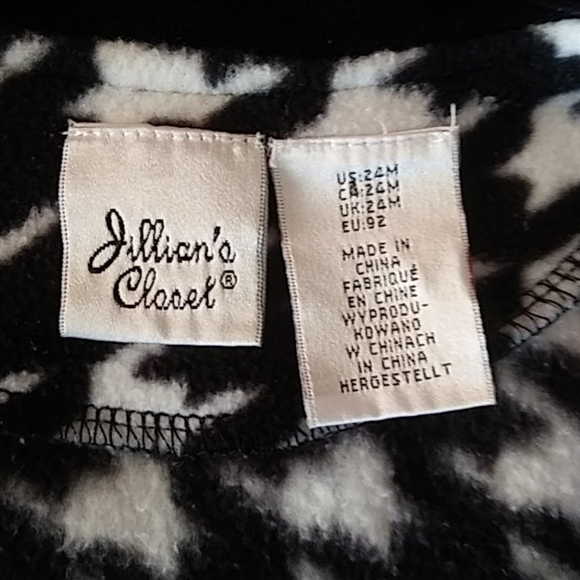 Jillian's
Closet®
US:24M
CA:24M
UK:24M
EU:92
MADE IN
CHINA
FABRIQUÉ
EN CHINE
WYPRODU-
KOWANO
W CHINACH
IN CHINA
HERGESTELLT